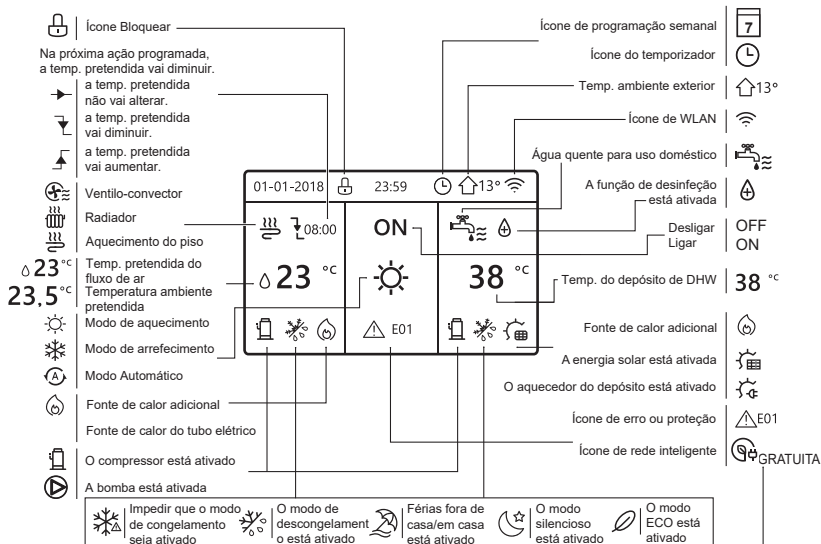 Ícone Bloquear
Na próxima ação programada,
a temp. pretendida vai diminuir.
a temp. pretendida
não vai alterar.
a temp. pretendida
vai diminuir.
a temp. pretendida
vai aumentar.
Ventilo-convector
Radiador
Aquecimento do piso
23 °C
Temp. pretendida do
fluxo de ar
23,5 °C
Temperatura ambiente
pretendida
Modo de aquecimento
Modo de arrefecimento
A
Modo Automático
Fonte de calor adicional
Fonte de calor do tubo elétrico
O compressor está ativado
A bomba está ativada
01-01-2018
23:59
13°
08:00
ON
23 °C
38 °C
E01
Ícone de programação semanal
7
Ícone do temporizador
Temp. ambiente exterior
13°
Ícone de WLAN
Água quente para uso doméstico
A função de desinfeção
está ativada
Desligar
OFF
Ligar
ON
Temp. do depósito de DHW
38 °C
Fonte de calor adicional
A energia solar está ativada
O aquecedor do depósito está ativado
Ícone de erro ou proteção
E01
Ícone de rede inteligente
GRATUITA
Impedir que o modo
de congelamento
seja ativado
O modo de
descongelament
o está ativado
Férias fora de
casa/em casa
está ativado
O modo
silencioso
está ativado
O modo
ECO está
ativado